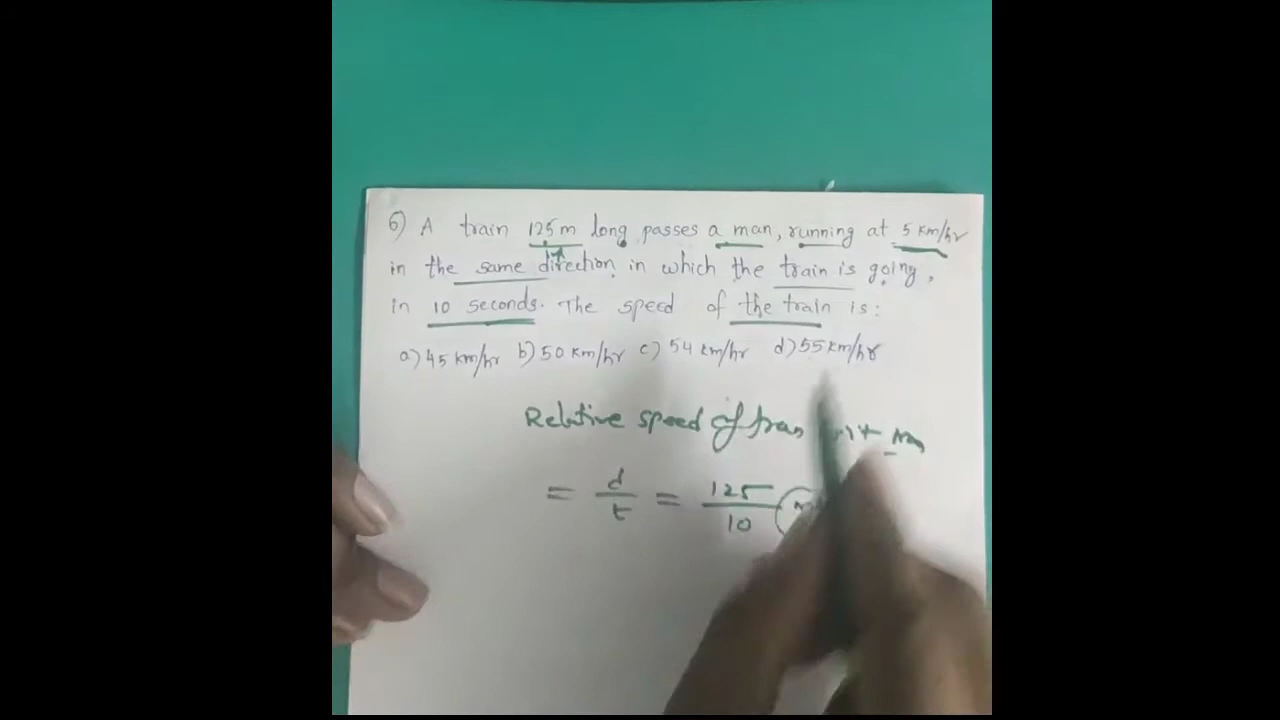 6) A train 125m long passes a man, running at 5 km/hr
in the same direction in which the train is going,
in 10 seconds. The speed of the train is:
a) 45 km/hr b) 50 km/hr c) 54 km/hr d) 55 km/hr
Relative speed of
= d/t = 125/10